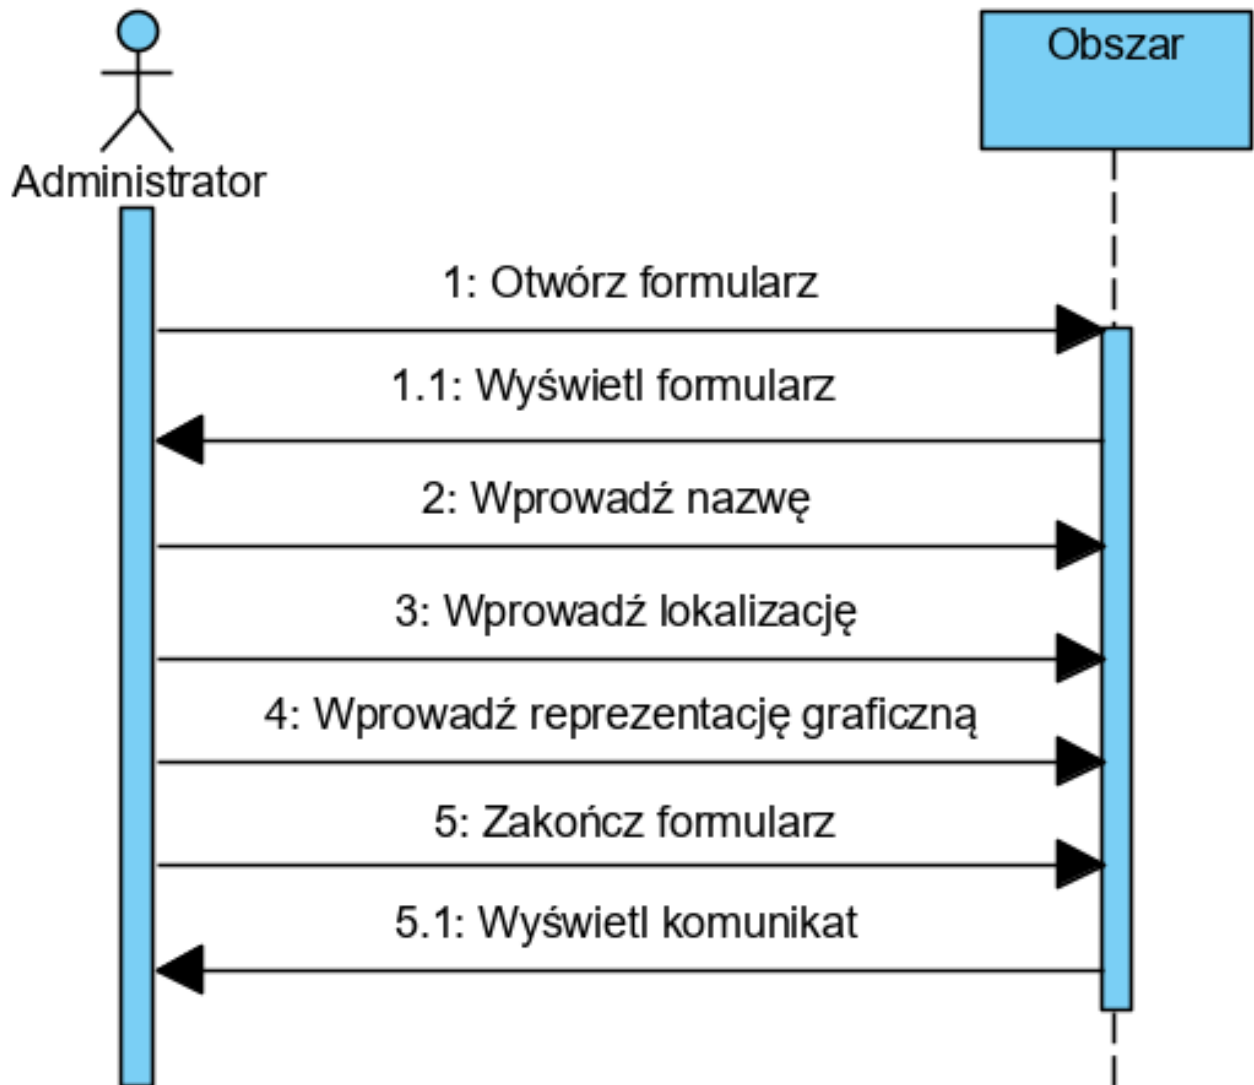 Obszar
Administrator
1: Otwórz formularz
1.1: Wyświetl formularz
2: Wprowadź nazwę
3: Wprowadź lokalizację
4: Wprowadź reprezentację graficzną
5: Zakończ formularz
5.1: Wyświetl komunikat